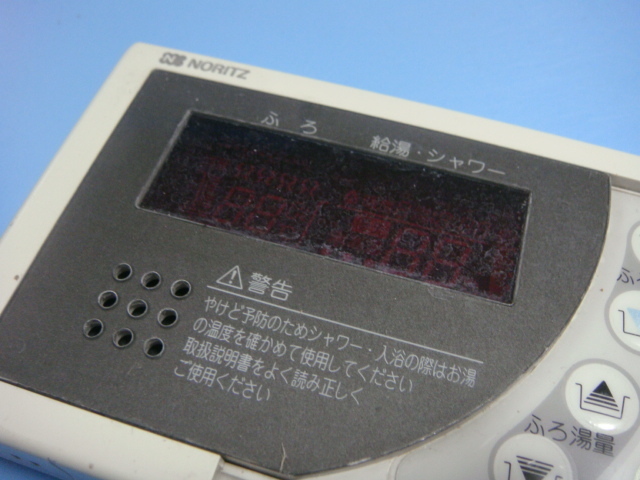 NORITZ
ふろ 給湯・シャワー
警告
やけど予防のためシャワー・入浴の際はお湯
の温度を確かめて使用してください
取扱説明書をよく読み正しく
ご使用ください
ふろ湯量